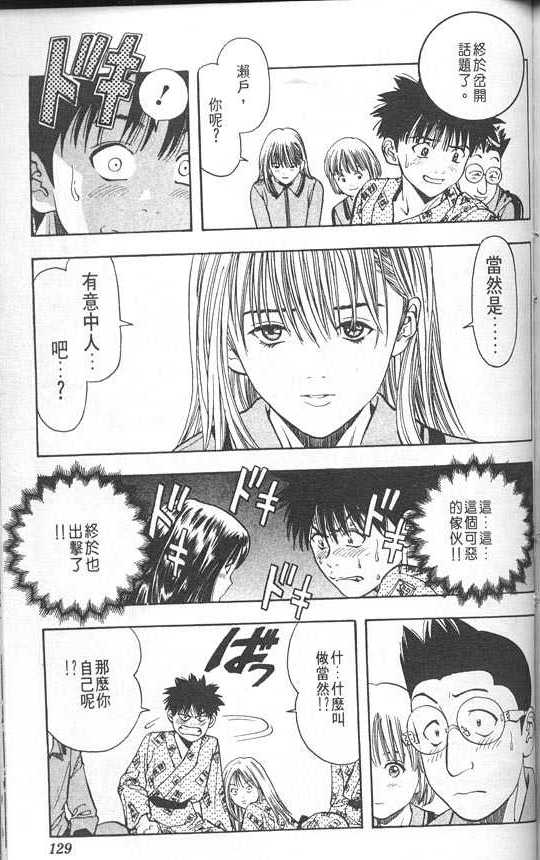 終於岔開
話題了。
瀨戶，
你呢？
！
ドキ
當然是……
有意中人…
吧…？
這…這…
這個可惡
的傢伙!!
ドキ
ドキ
ドキ
ドキ
終於也
出擊了
!!
什…什麼叫
做當然!?
ばっ
那麼你
自己呢
!?
129